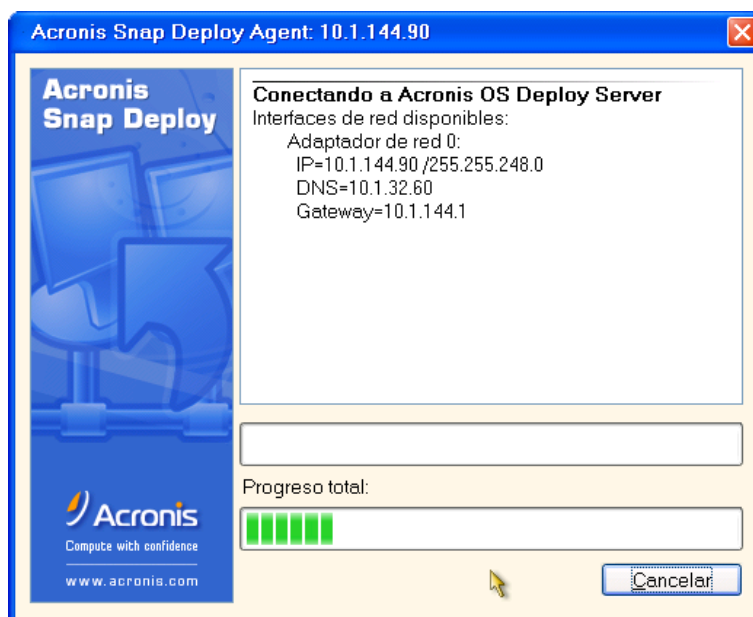 Acronis Snap Deploy Agent: 10.1.144.90
Acronis
Snap Deploy
Conectando a Acronis OS Deploy Server
Interfaces de red disponibles:
Adaptador de red 0:
IP=10.1.144.90 /255.255.248.0
DNS=10.1.32.60
Gateway=10.1.144.1
Progreso total:
Acronis
Compute with confidence
www.acronis.com
Cancelar